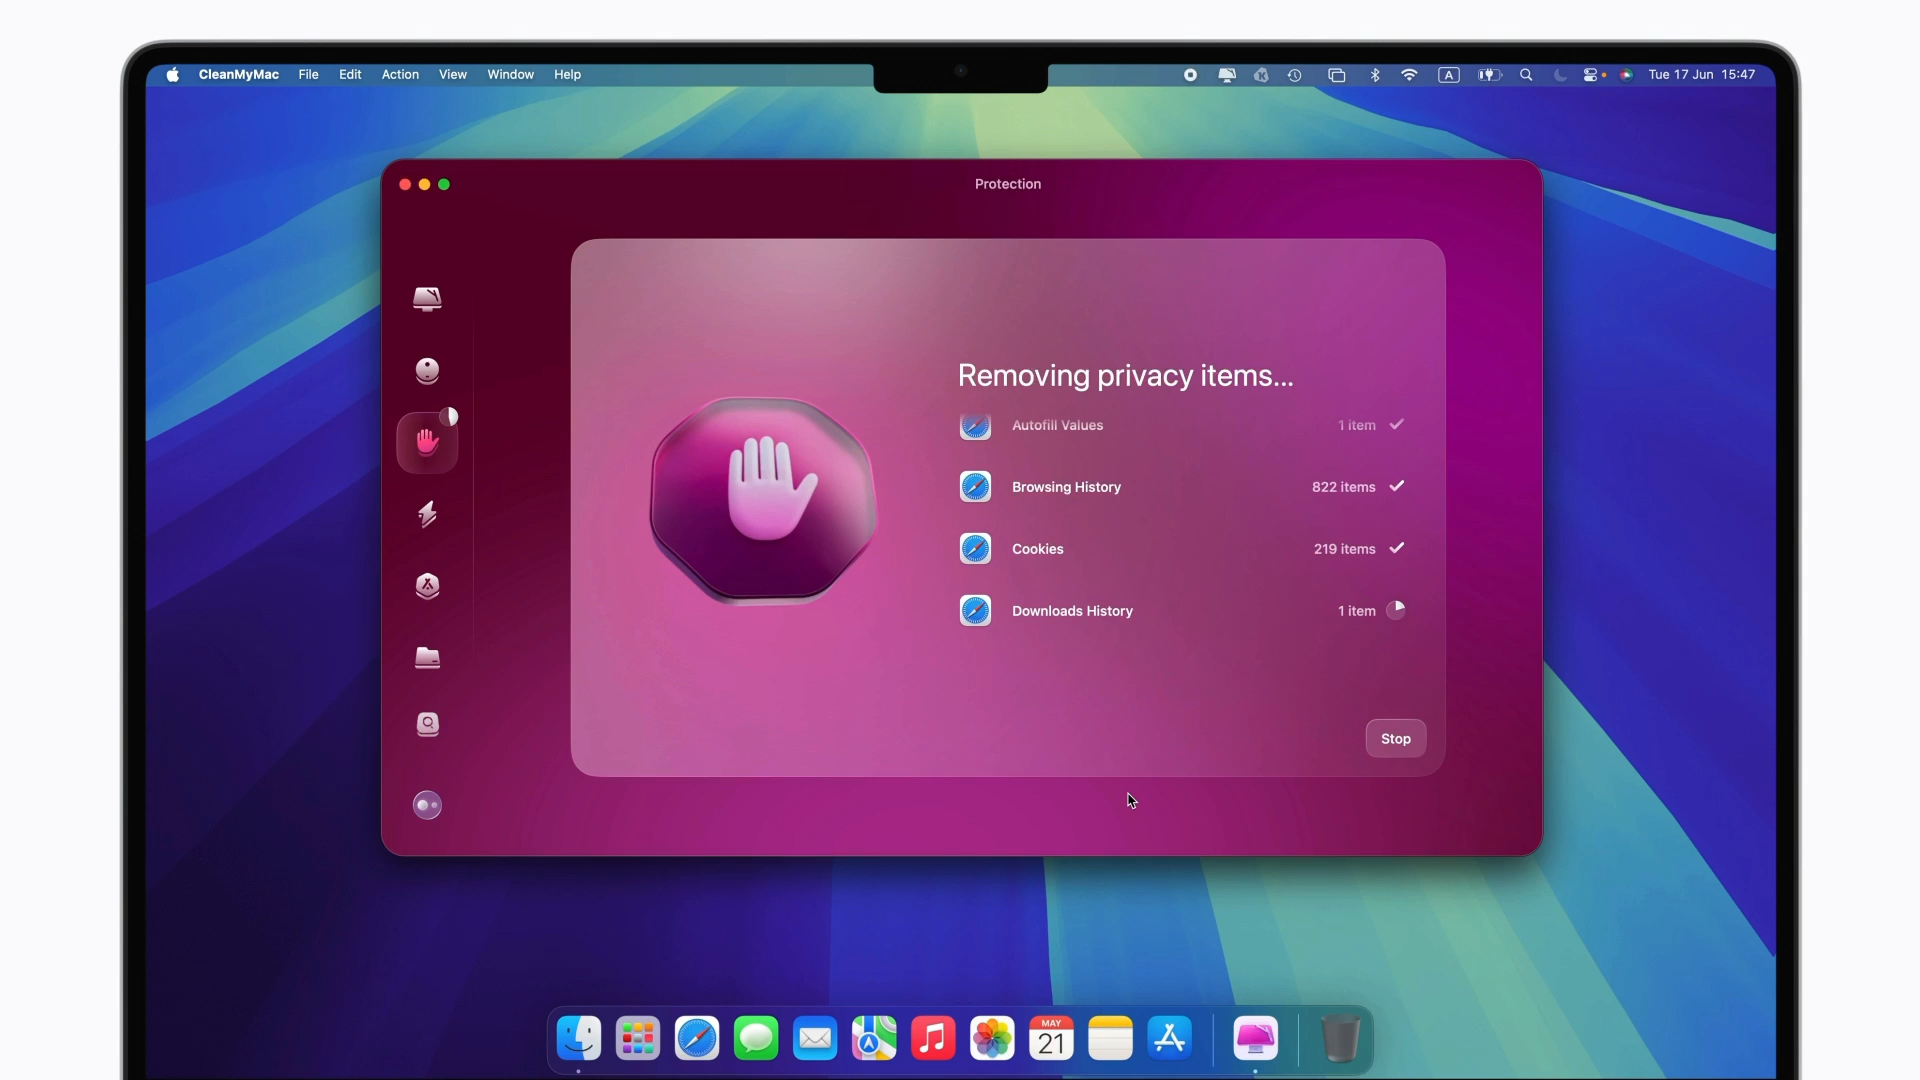 CleanMyMac File Edit Action View Window Help
A
Tue 17 Jun 15:47
Protection
Removing privacy items...
Autofill Values 1 item
Browsing History 822 items
Cookies 219 items
Downloads History 1 item
Stop
MAY
21